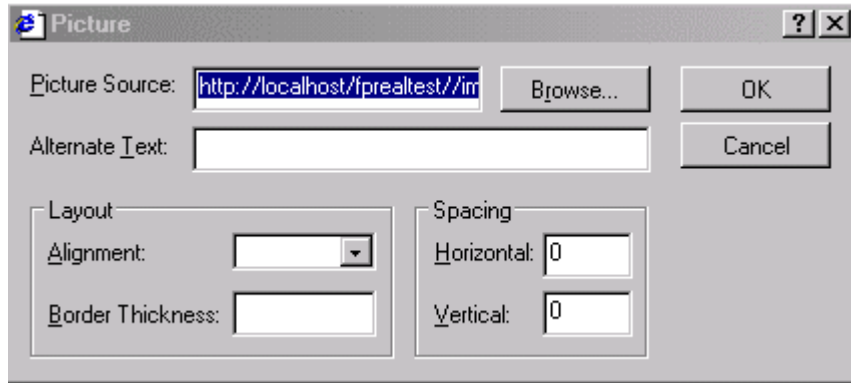 Picture
Picture Source: http://localhost/fprealtest//im Browse... OK
Alternate Text: Cancel
Layout Spacing
Alignment: Horizontal: 0
Border Thickness: Vertical: 0